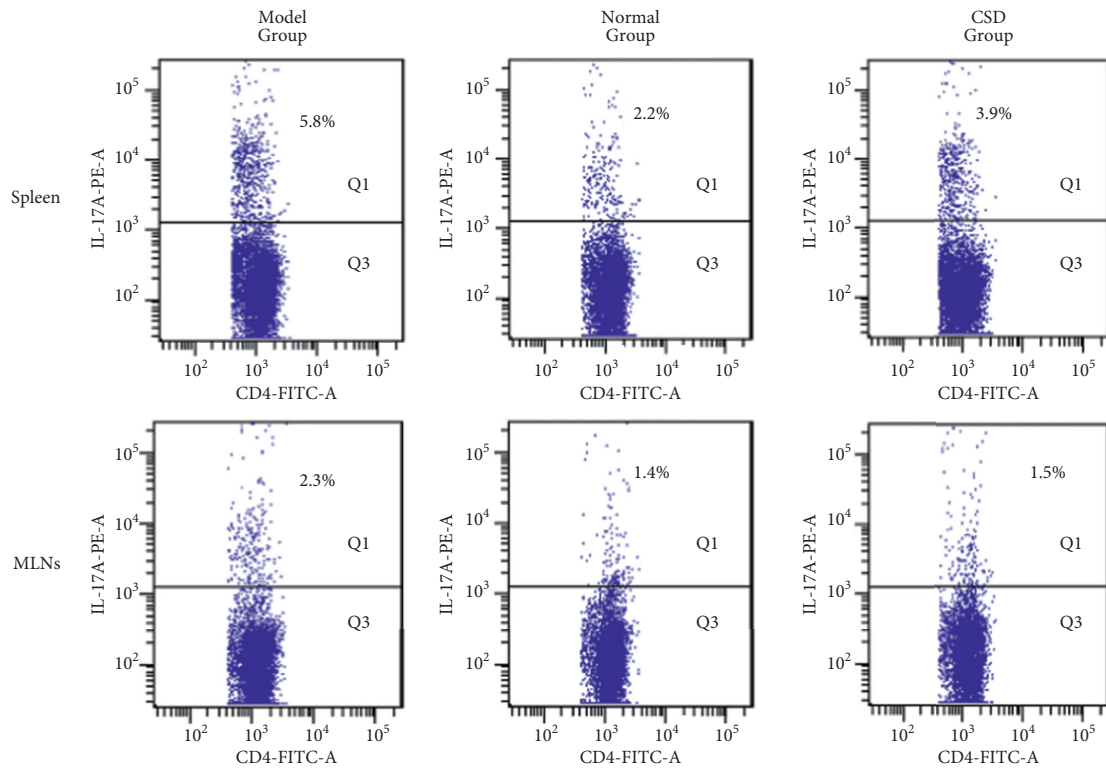 Model
Group
Normal
Group
CSD
Group
Spleen
IL-17A-PE-A
10⁵
10⁴
10³
10²
5.8%
Q1
Q3
10² 10³ 10⁴ 10⁵
CD4-FITC-A
IL-17A-PE-A
10⁵
10⁴
10³
10²
2.2%
Q1
Q3
10² 10³ 10⁴ 10⁵
CD4-FITC-A
IL-17A-PE-A
10⁵
10⁴
10³
10²
3.9%
Q1
Q3
10² 10³ 10⁴ 10⁵
CD4-FITC-A
MLNs
IL-17A-PE-A
10⁵
10⁴
10³
10²
2.3%
Q1
Q3
10² 10³ 10⁴ 10⁵
CD4-FITC-A
IL-17A-PE-A
10⁵
10⁴
10³
10²
1.4%
Q1
Q3
10² 10³ 10⁴ 10⁵
CD4-FITC-A
IL-17A-PE-A
10⁵
10⁴
10³
10²
1.5%
Q1
Q3
10² 10³ 10⁴ 10⁵
CD4-FITC-A